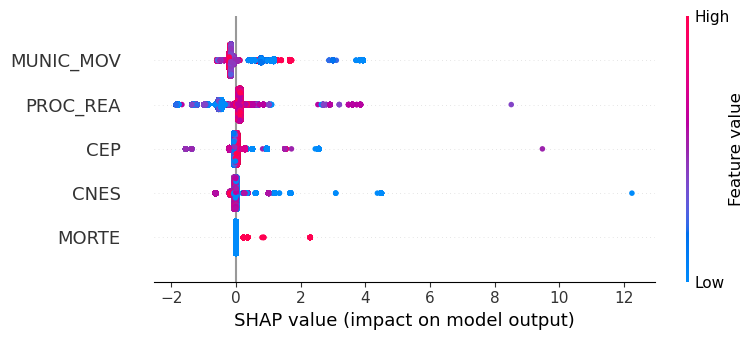 High
MUNIC_MOV
PROC_REA
CEP
CNES
MORTE
Feature value
Low
−2 0 2 4 6 8 10 12
SHAP value (impact on model output)